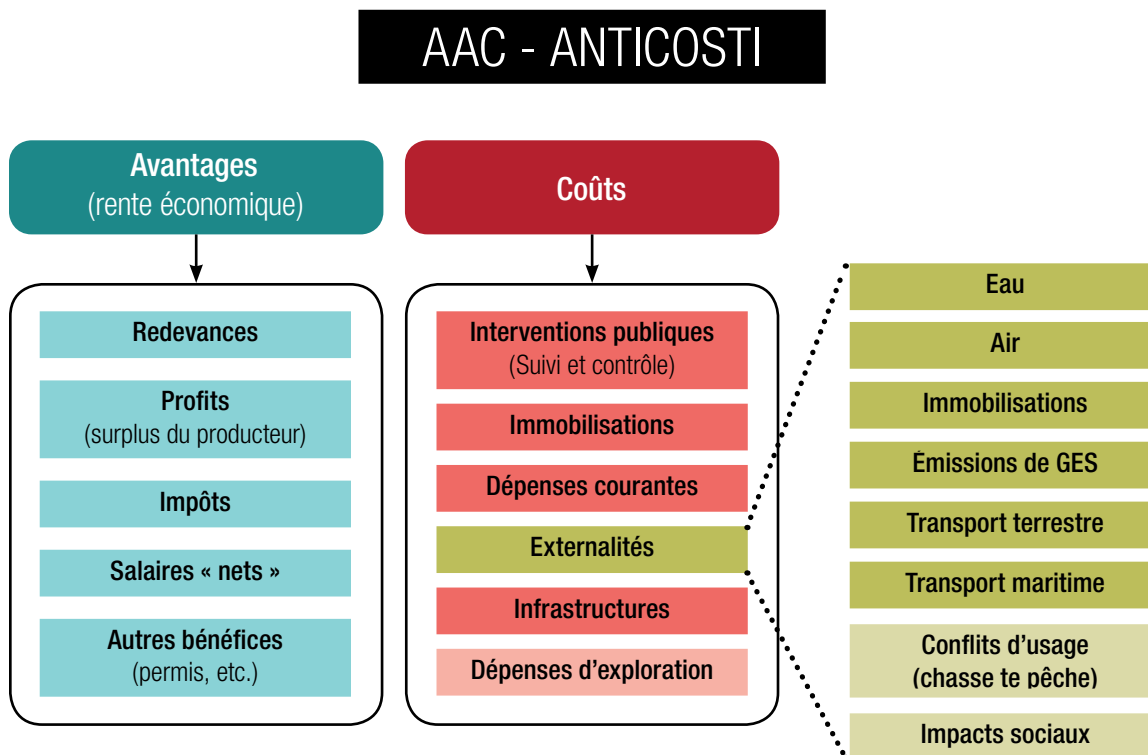 AAC - ANTICOSTI
Avantages
(rente économique)
Redevances
Profits
(surplus du producteur)
Impôts
Salaires « nets »
Autres bénéfices
(permis, etc.)
Coûts
Interventions publiques
(Suivi et contrôle)
Immobilisations
Dépenses courantes
Externalités
Infrastructures
Dépenses d’exploration
Eau
Air
Immobilisations
Émissions de GES
Transport terrestre
Transport maritime
Conflits d’usage
(chasse te pêche)
Impacts sociaux